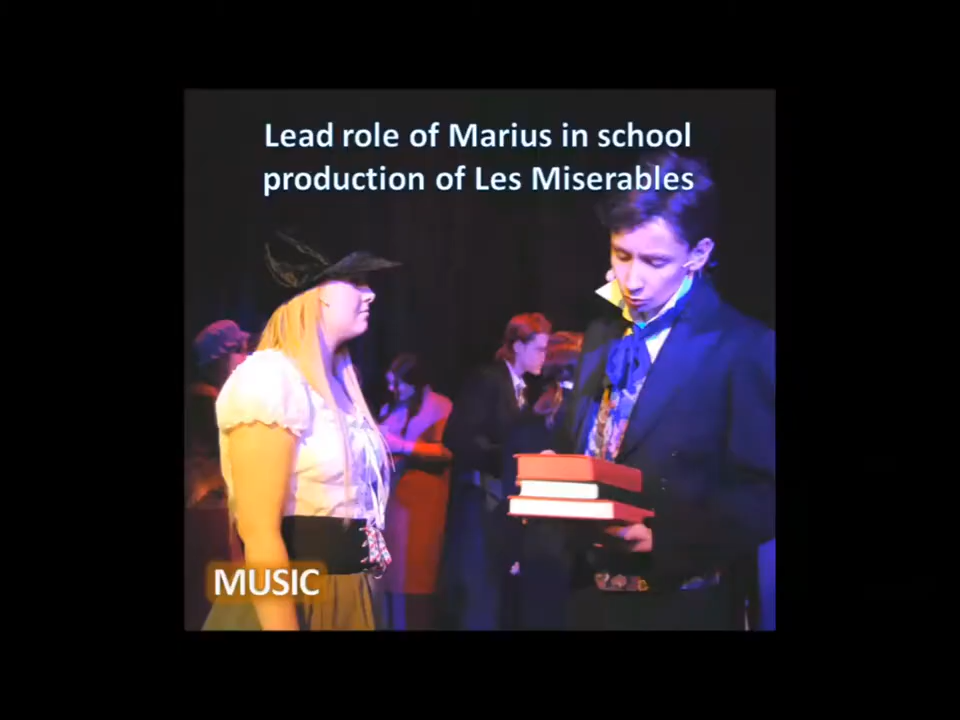 Lead role of Marius in school
production of Les Miserables
MUSIC